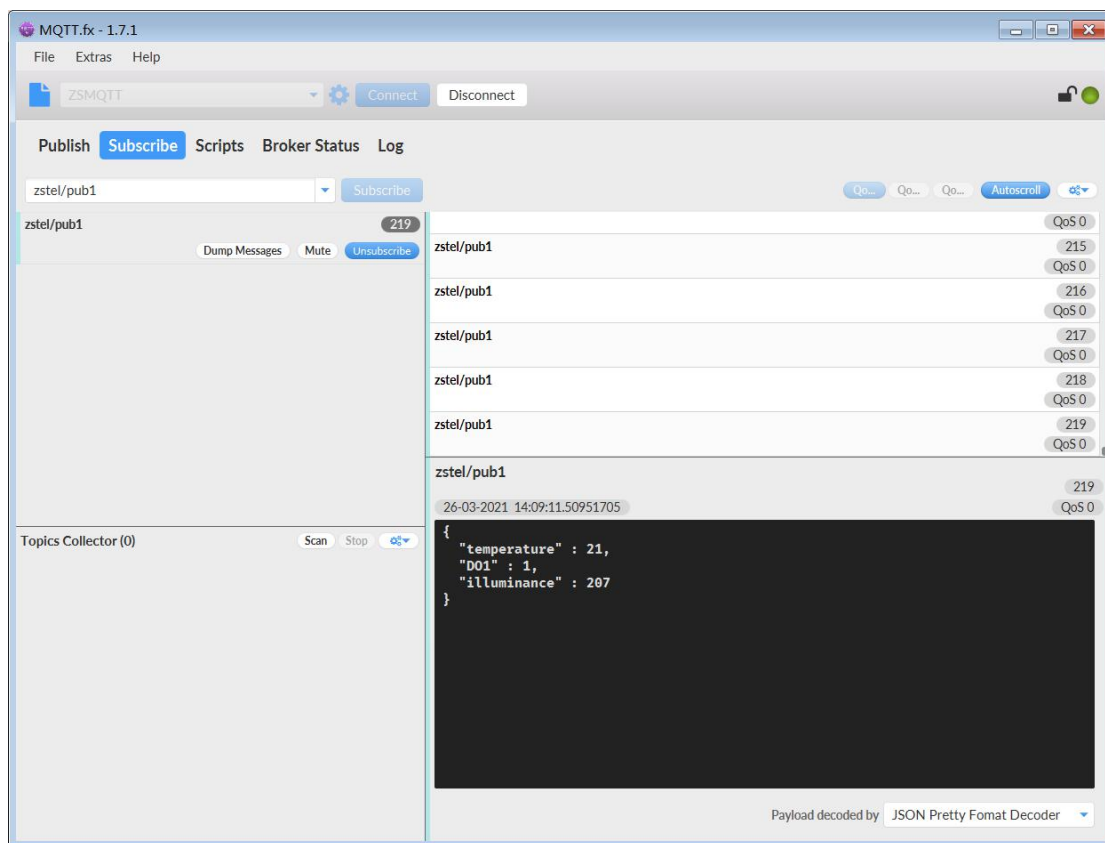 MQTT.fx - 1.7.1
File Extras Help
ZSMQTT Connect Disconnect
Publish Subscribe Scripts Broker Status Log
zstel/pub1 Subscribe Qo... Qo... Qo... Autoscroll
zstel/pub1 219
Dump Messages Mute Unsubscribe
QoS 0
zstel/pub1 215
QoS 0
zstel/pub1 216
QoS 0
zstel/pub1 217
QoS 0
zstel/pub1 218
QoS 0
zstel/pub1 219
QoS 0
zstel/pub1
219
26-03-2021 14:09:11.50951705 QoS 0
Topics Collector (0) Scan Stop
{
"temperature" : 21,
"DO1" : 1,
"illuminance" : 207
}
Payload decoded by JSON Pretty Fomat Decoder